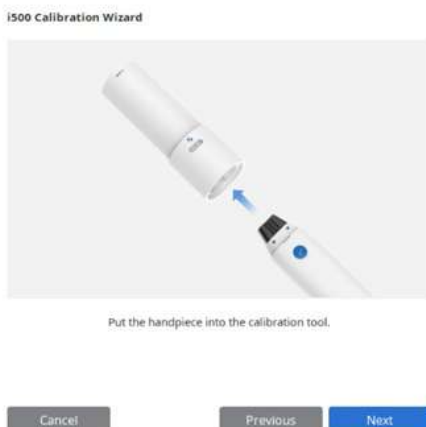 i500 Calibration Wizard
Put the handpiece into the calibration tool.
Cancel
Previous
Next